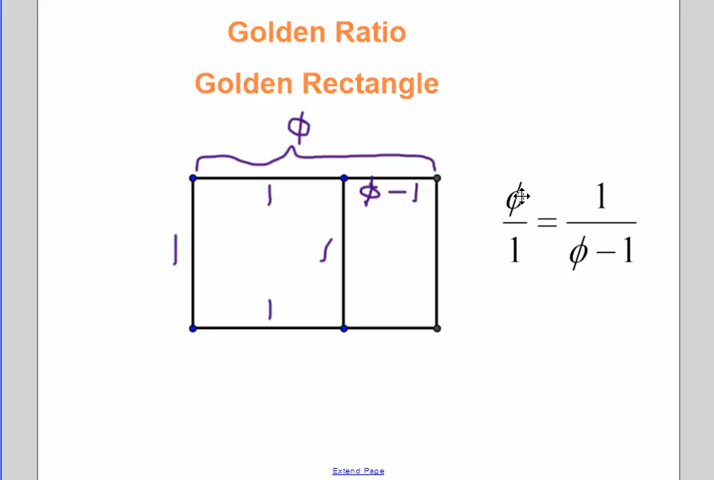 Golden Ratio
Golden Rectangle
ϕ
1
ϕ − 1
1
1
1
ϕ/1 = 1/(ϕ − 1)
Extend Page